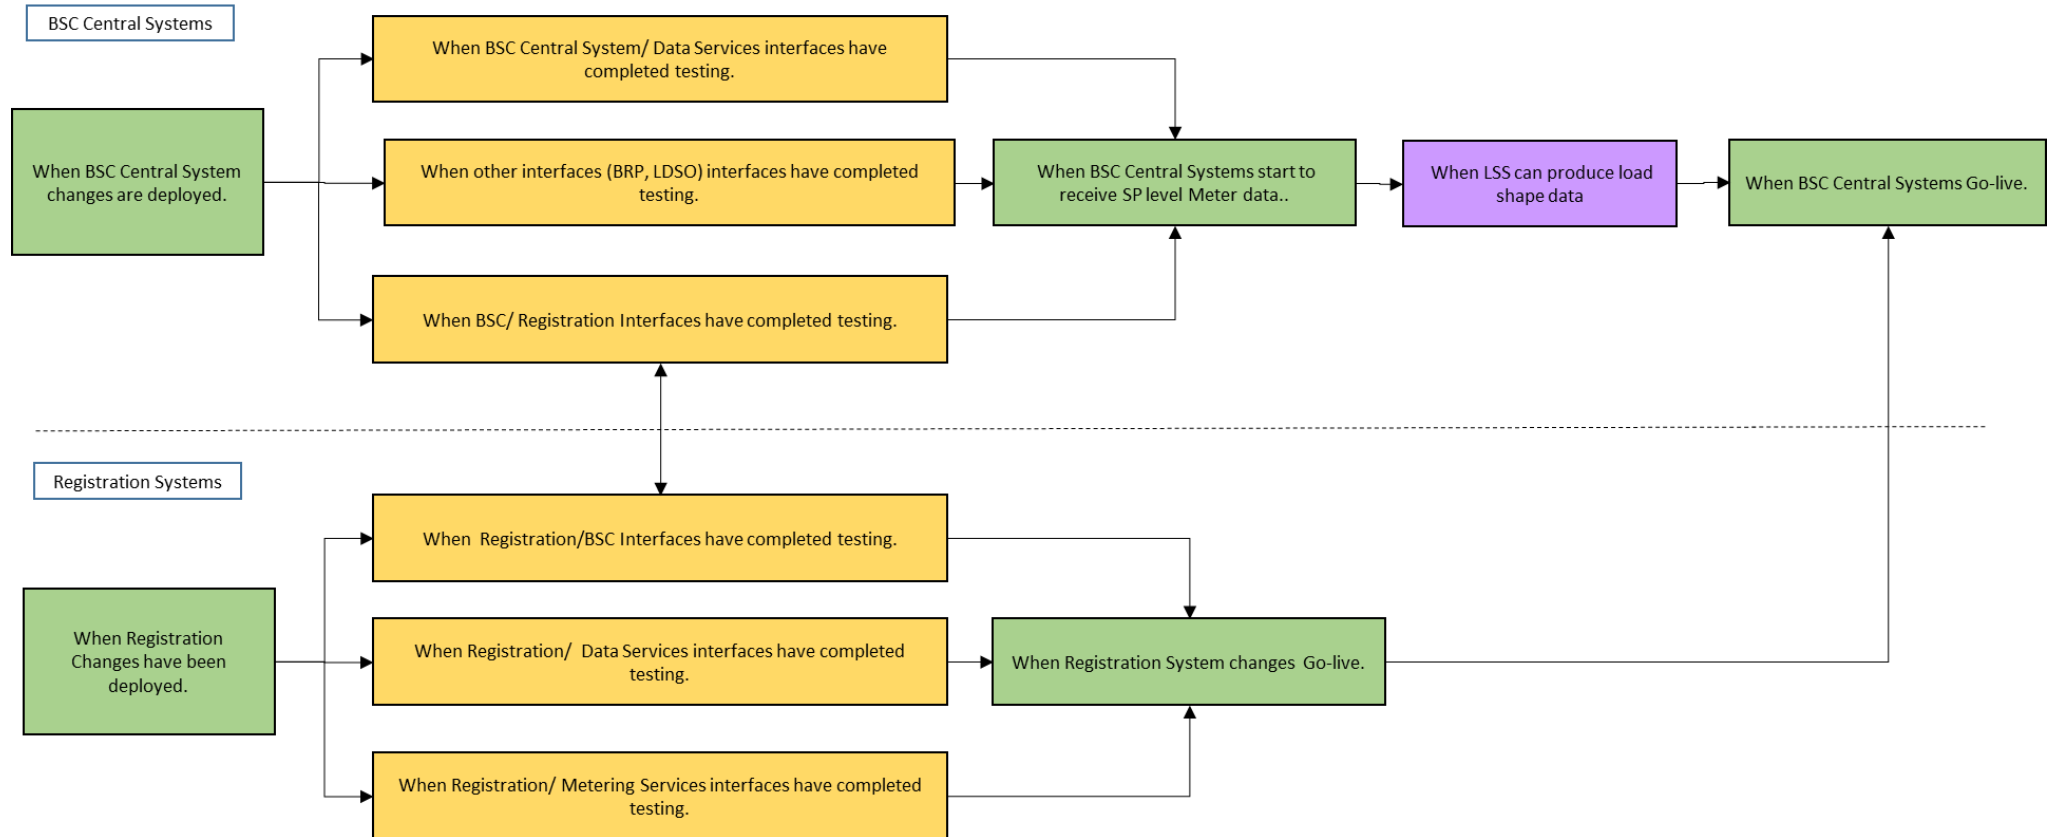 BSC Central Systems
When BSC Central System/ Data Services interfaces have
completed testing.
When BSC Central System
changes are deployed.
When other interfaces (BRP, LDSO) interfaces have completed
testing.
When BSC Central Systems start to
receive SP level Meter data..
When LSS can produce load
shape data
When BSC Central Systems Go-live.
When BSC/ Registration Interfaces have completed testing.
Registration Systems
When  Registration/BSC Interfaces have completed testing.
When Registration
Changes have been
deployed.
When Registration/  Data Services interfaces have completed
testing.
When Registration System changes  Go-live.
When Registration/ Metering Services interfaces have completed
testing.